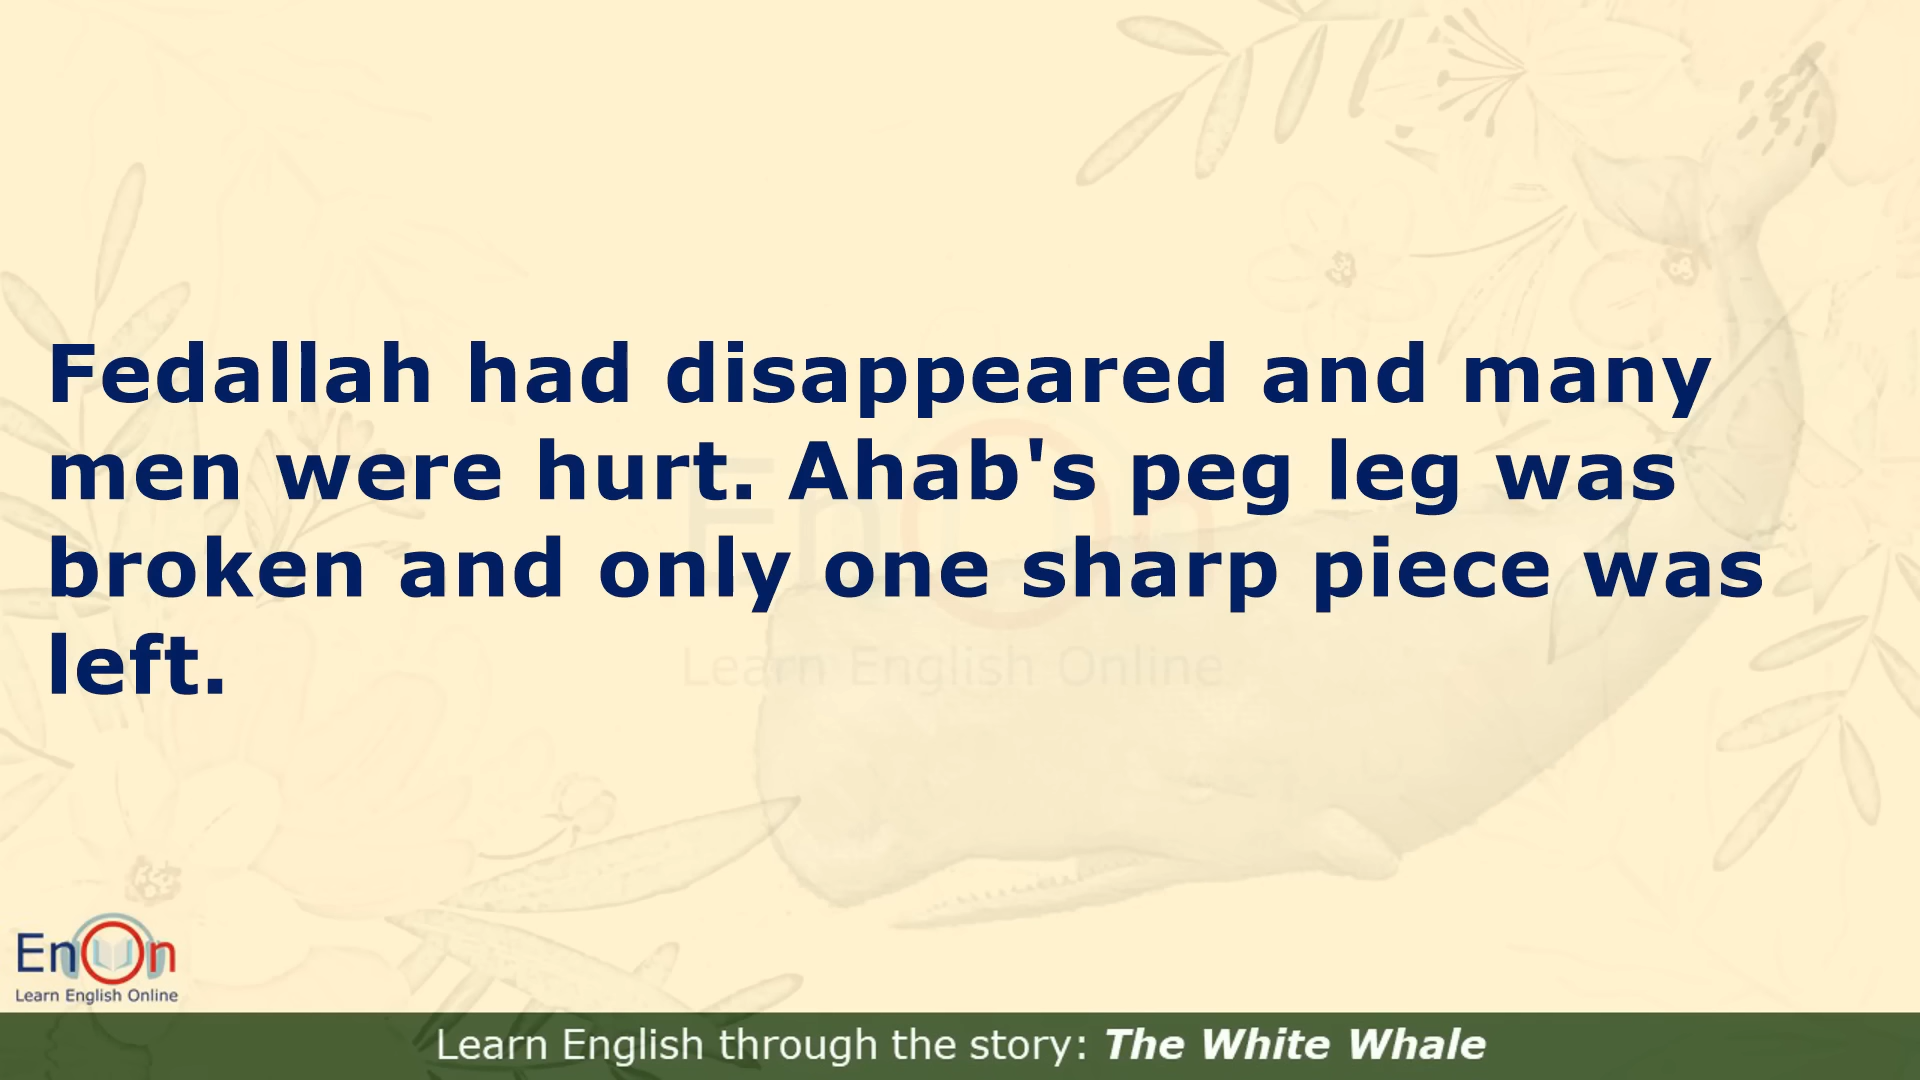 Fedallah had disappeared and many
men were hurt. Ahab's peg leg was
broken and only one sharp piece was
left.
EnOn
Learn English Online
EnOn
Learn English Online
Learn English through the story: The White Whale